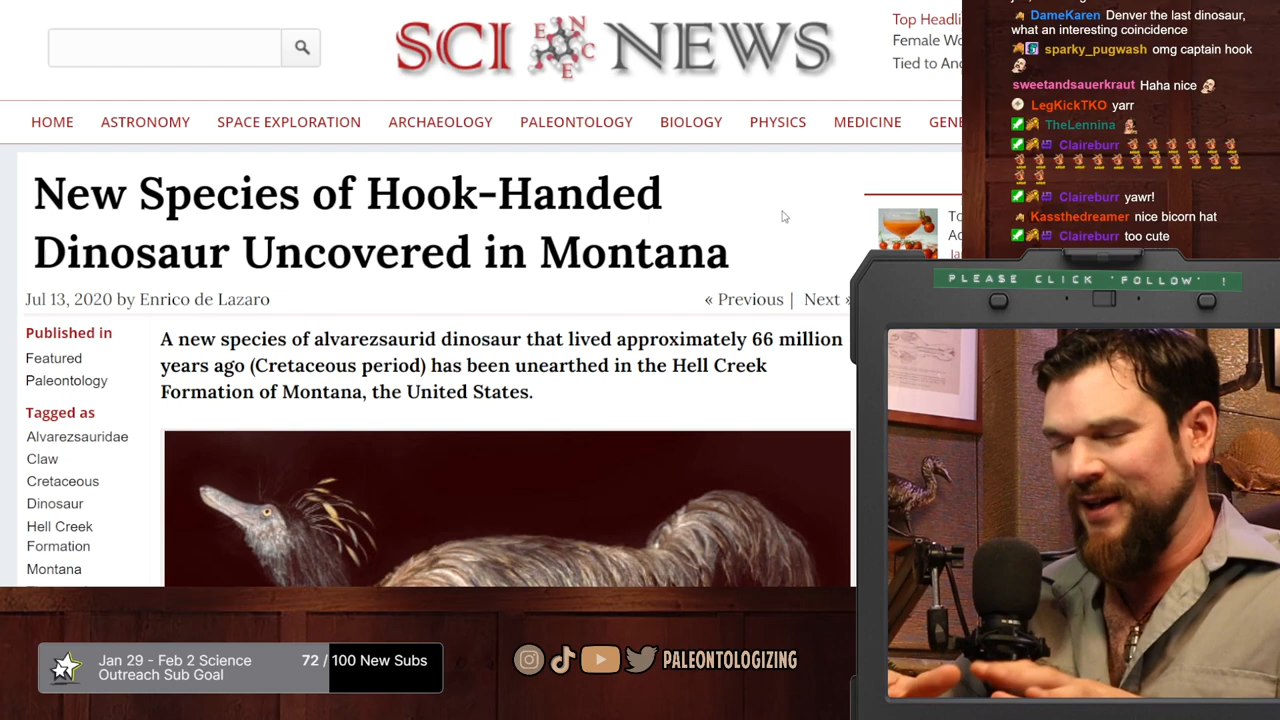 SCIENCE NEWS
Top Headli
Female Wo
Tied to And
HOME ASTRONOMY SPACE EXPLORATION ARCHAEOLOGY PALEONTOLOGY BIOLOGY PHYSICS MEDICINE GENE
New Species of Hook-Handed
Dinosaur Uncovered in Montana
Jul 13, 2020 by Enrico de Lazaro
« Previous | Next »
Published in
Featured
Paleontology
Tagged as
Alvarezsauridae
Claw
Cretaceous
Dinosaur
Hell Creek
Formation
Montana
A new species of alvarezsaurid dinosaur that lived approximately 66 million
years ago (Cretaceous period) has been unearthed in the Hell Creek
Formation of Montana, the United States.
To
Ad
Ja
DameKaren Denver the last dinosaur,
what an interesting coincidence
sparky_pugwash omg captain hook
sweetandsauerkraut Haha nice
LegKickTKO yarr
TheLennina
Claireburr
Claireburr yawr!
Kassthedreamer nice bicorn hat
Claireburr too cute
PLEASE CLICK 'FOLLOW' !
Jan 29 - Feb 2 Science
Outreach Sub Goal
72 / 100 New Subs
PALEONTOLOGIZING